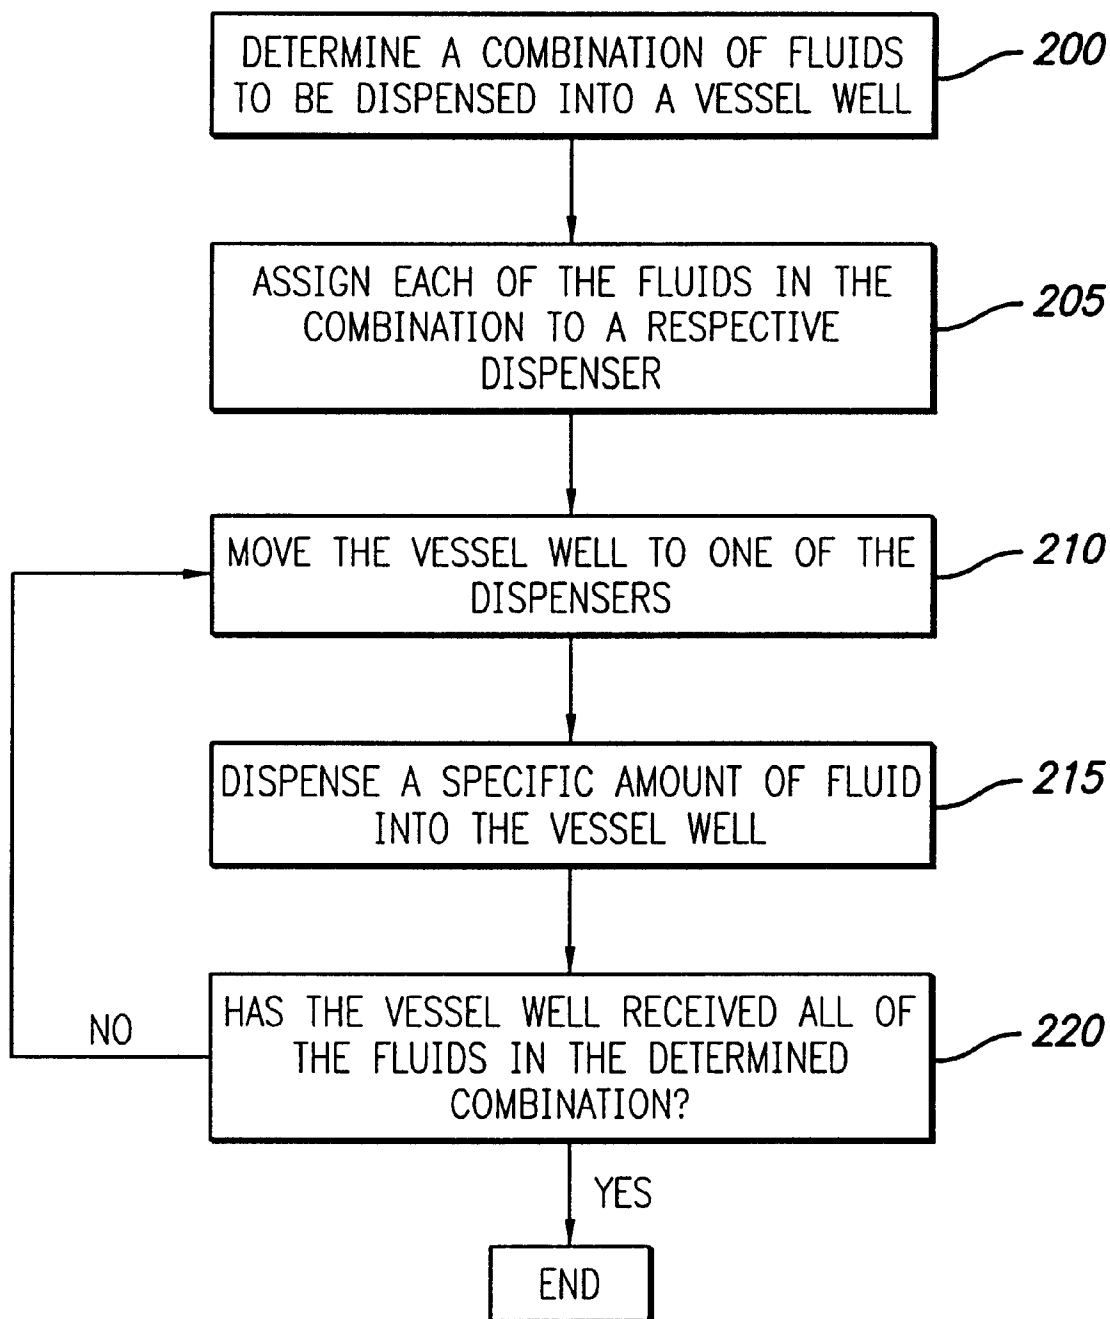 DETERMINE A COMBINATION OF FLUIDS
TO BE DISPENSED INTO A VESSEL WELL
200
ASSIGN EACH OF THE FLUIDS IN THE
COMBINATION TO A RESPECTIVE
DISPENSER
205
MOVE THE VESSEL WELL TO ONE OF THE
DISPENSERS
210
DISPENSE A SPECIFIC AMOUNT OF FLUID
INTO THE VESSEL WELL
215
HAS THE VESSEL WELL RECEIVED ALL OF
THE FLUIDS IN THE DETERMINED
COMBINATION?
220
NO
YES
END